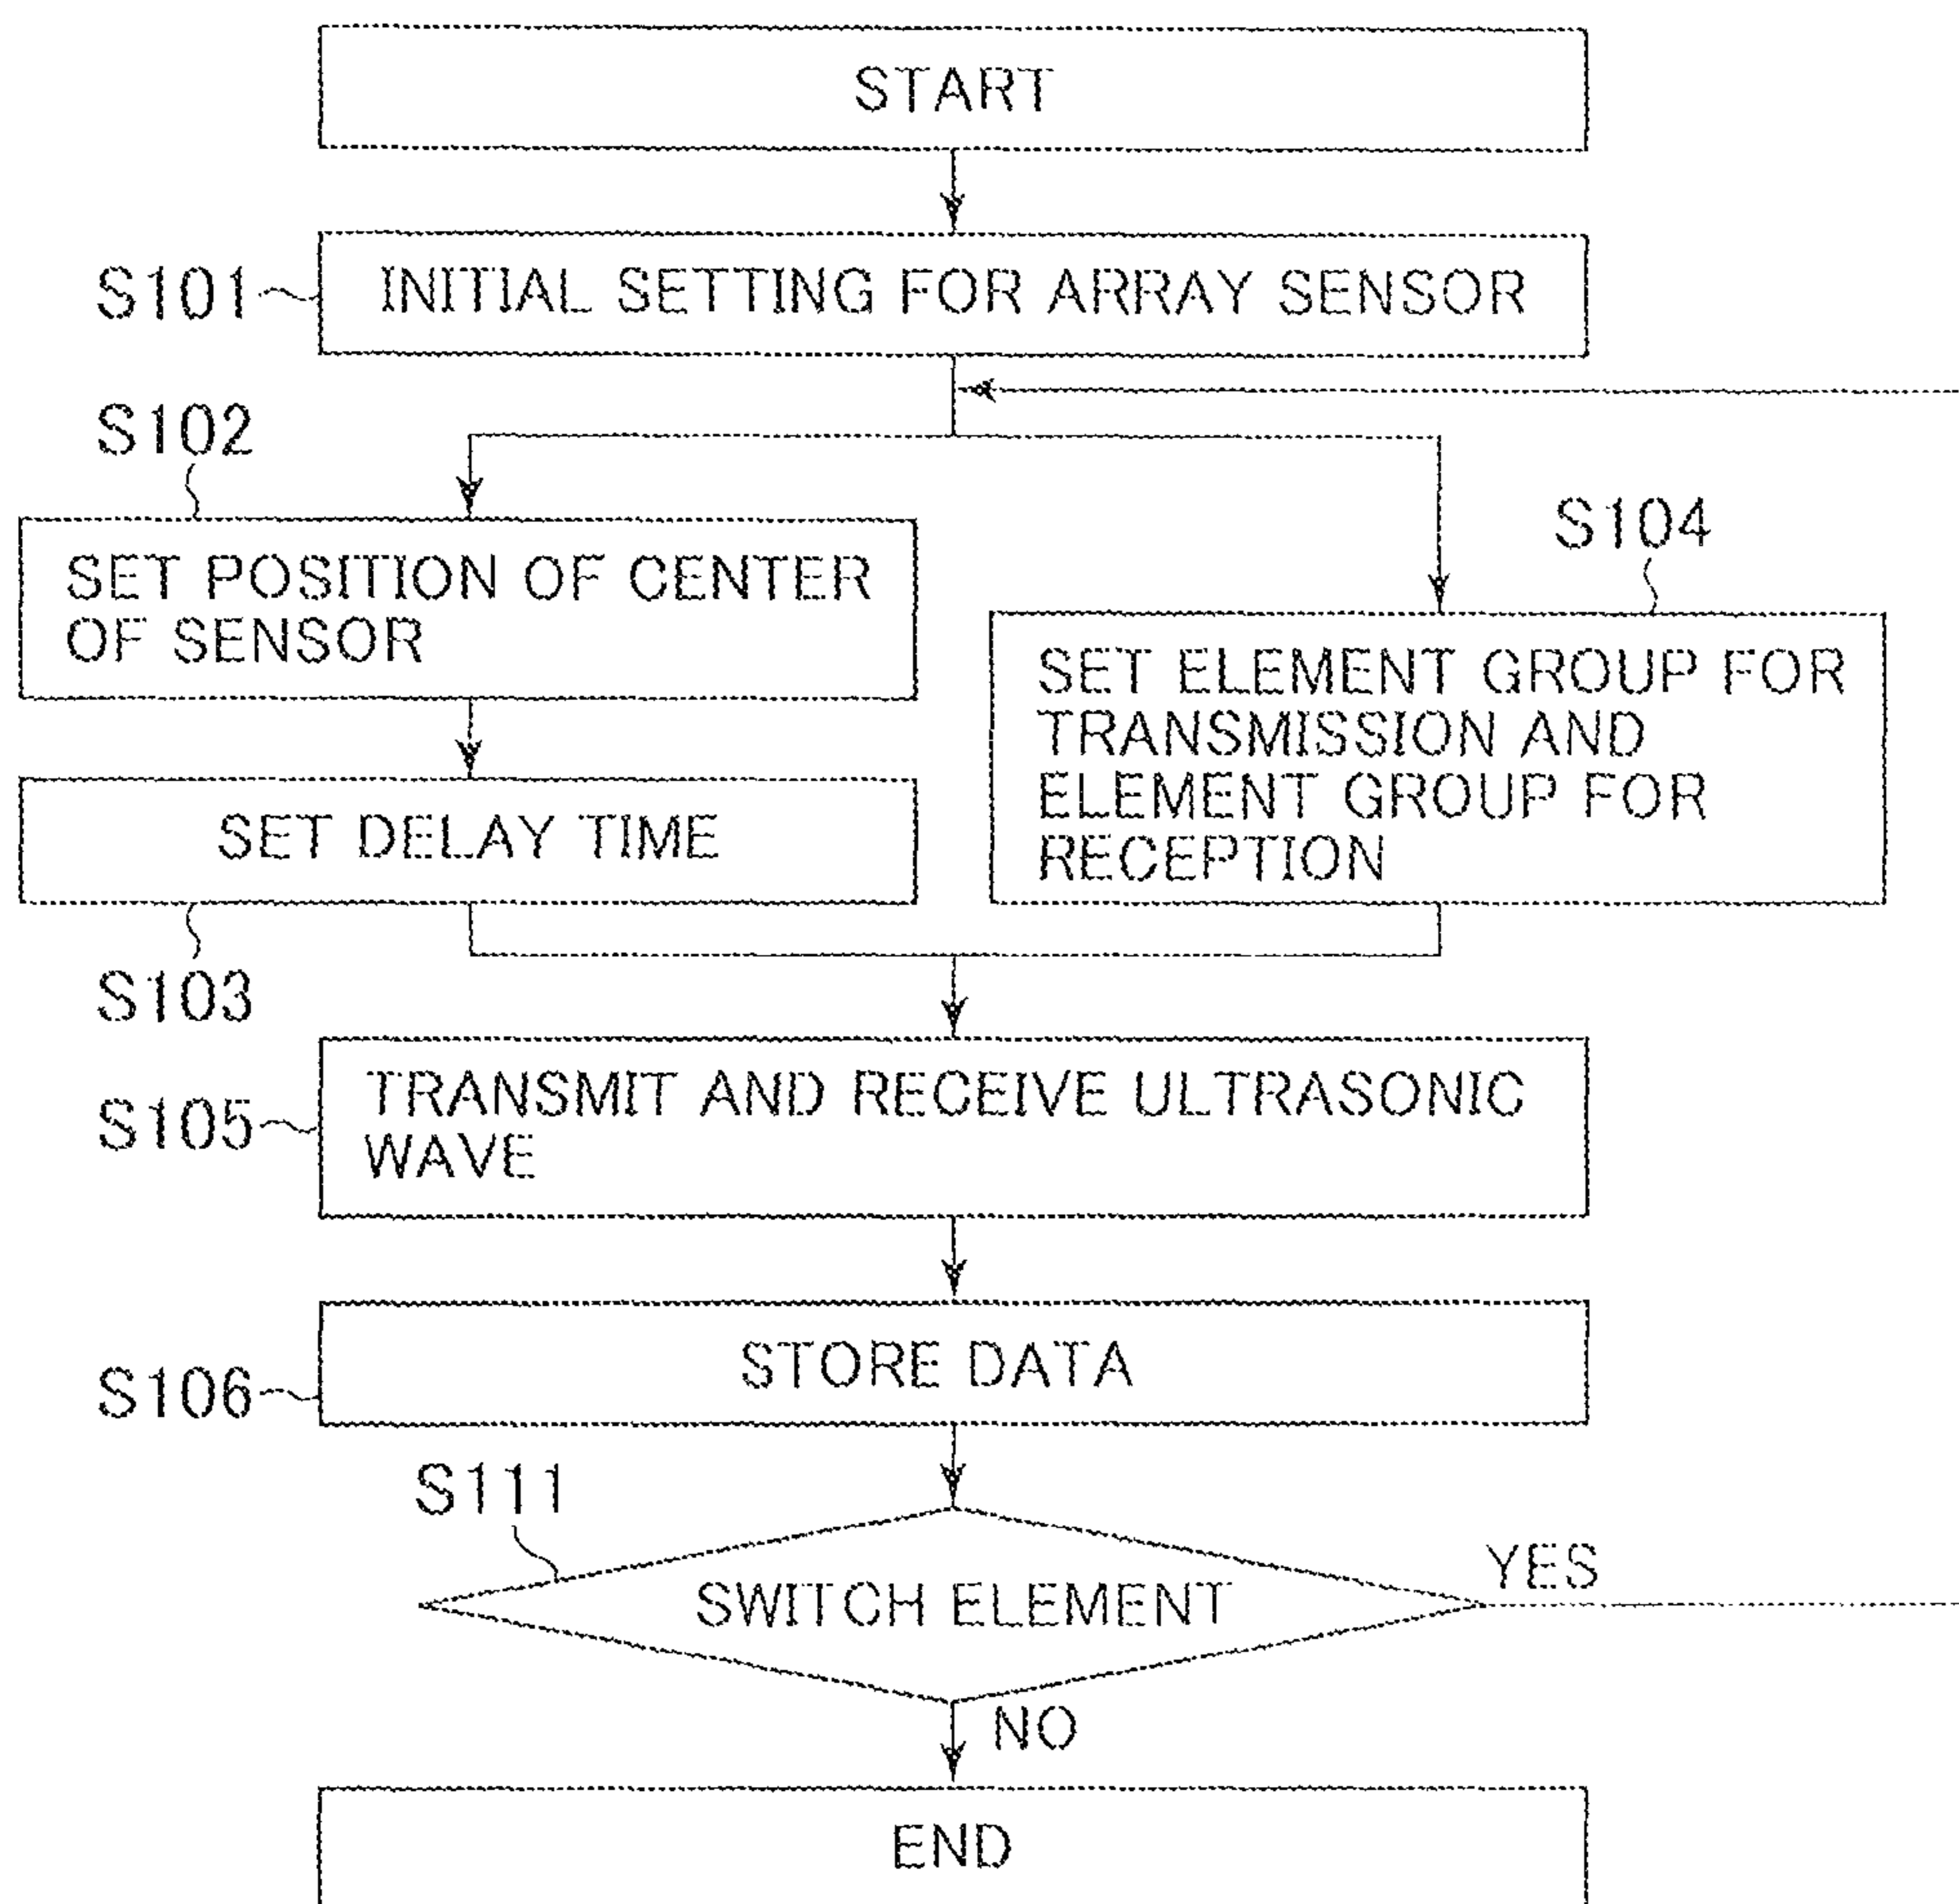 START
S101
INITIAL SETTING FOR ARRAY SENSOR
S102
SET POSITION OF CENTER
OF SENSOR
S104
SET ELEMENT GROUP FOR
TRANSMISSION AND
ELEMENT GROUP FOR
RECEPTION
SET DELAY TIME
S103
S105
TRANSMIT AND RECEIVE ULTRASONIC
WAVE
S106
STORE DATA
S111
SWITCH ELEMENT
YES
NO
END